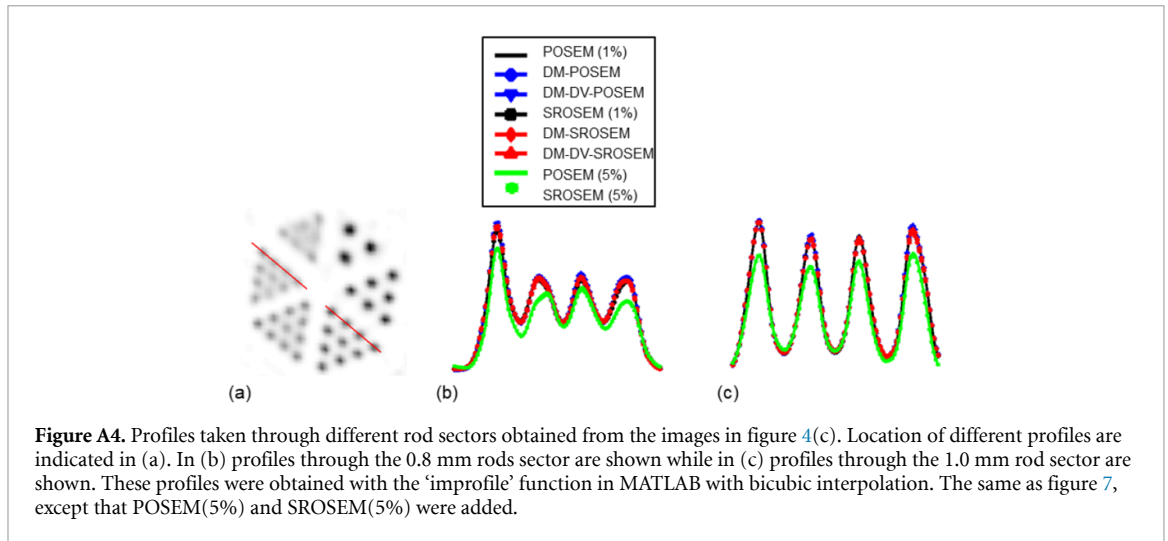 POSEM (1%)
DM-POSEM
DM-DV-POSEM
SROSEM (1%)
DM-SROSEM
DM-DV-SROSEM
POSEM (5%)
SROSEM (5%)
(a)
(b)
(c)
Figure A4. Profiles taken through different rod sectors obtained from the images in figure 4(c). Location of different profiles are
indicated in (a). In (b) profiles through the 0.8 mm rods sector are shown while in (c) profiles through the 1.0 mm rod sector are
shown. These profiles were obtained with the ‘improfile’ function in MATLAB with bicubic interpolation. The same as figure 7,
except that POSEM(5%) and SROSEM(5%) were added.